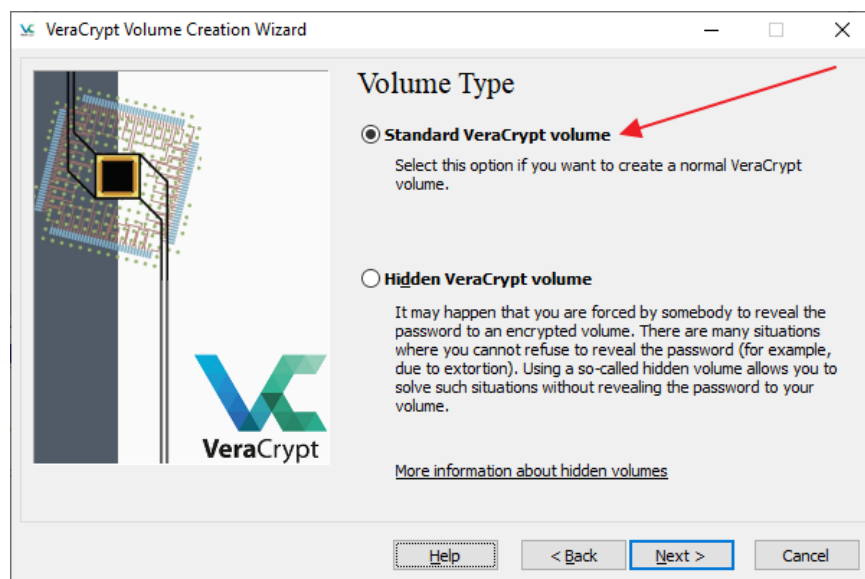 VeraCrypt Volume Creation Wizard
Volume Type
Standard VeraCrypt volume
Select this option if you want to create a normal VeraCrypt
volume.
Hidden VeraCrypt volume
It may happen that you are forced by somebody to reveal the
password to an encrypted volume. There are many situations
where you cannot refuse to reveal the password (for example,
due to extortion). Using a so-called hidden volume allows you to
solve such situations without revealing the password to your
volume.
VeraCrypt
More information about hidden volumes
Help
< Back
Next >
Cancel